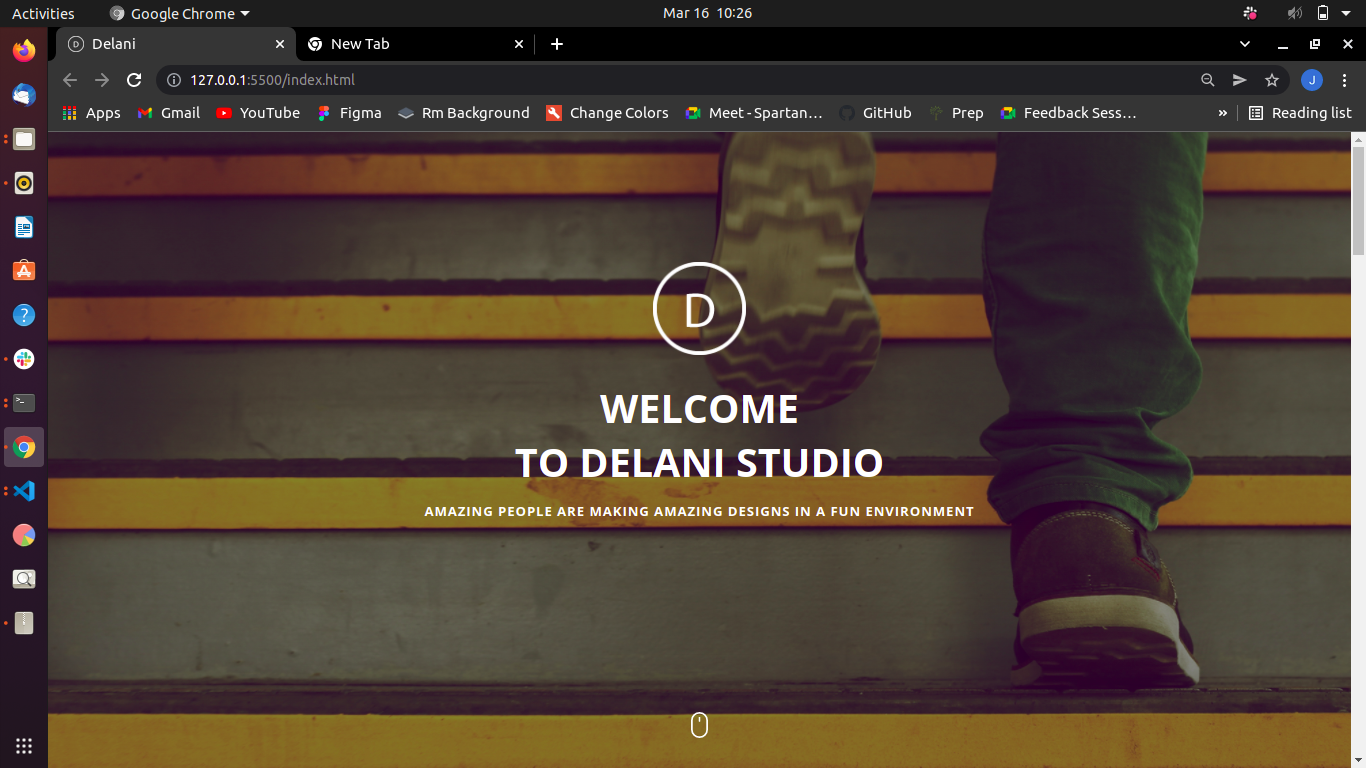 Activities Google Chrome Mar 16 10:26
D Delani New Tab
127.0.0.1:5500/index.html J
Apps Gmail YouTube Figma Rm Background Change Colors Meet - Spartan… GitHub Prep Feedback Sess… » Reading list
D
WELCOME
TO DELANI STUDIO
AMAZING PEOPLE ARE MAKING AMAZING DESIGNS IN A FUN ENVIRONMENT